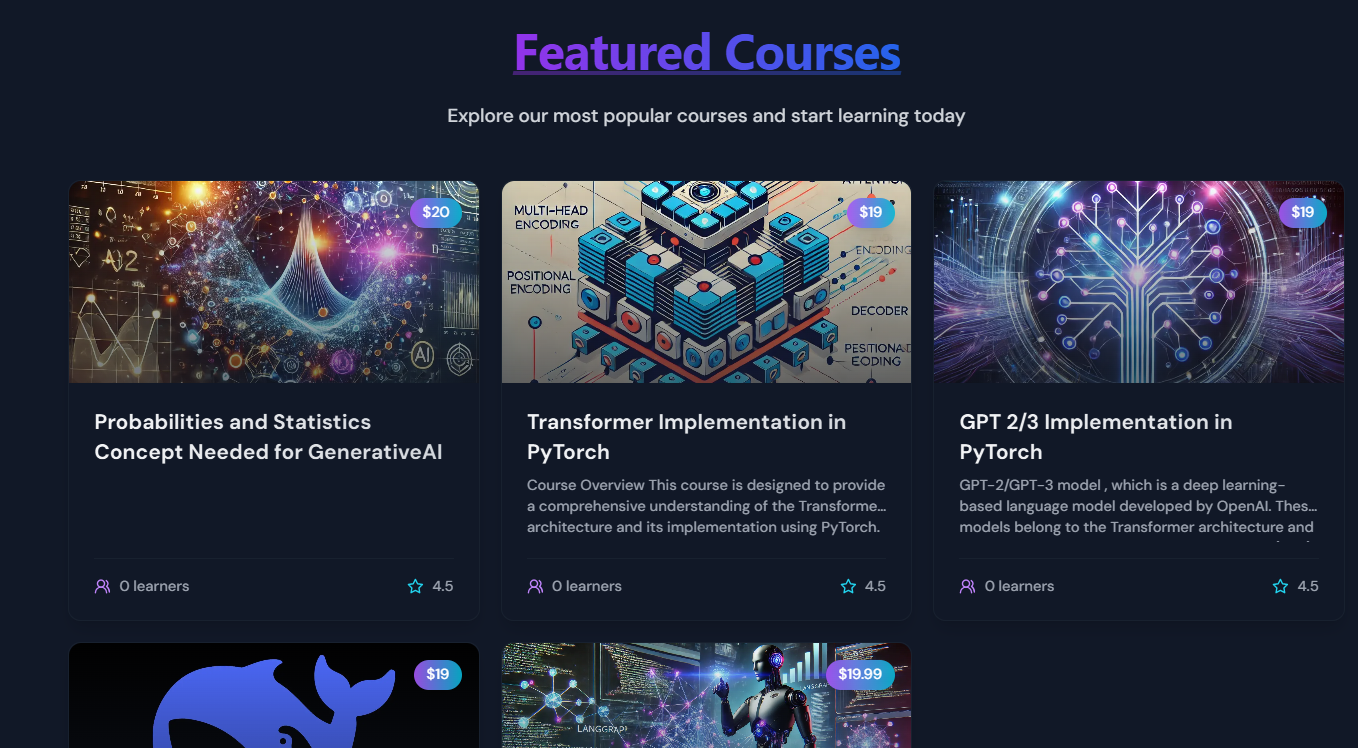 Featured Courses
Explore our most popular courses and start learning today
$20
AI
MULTI-HEAD
ENCODING
POSITIONAL
ENCODING
$19
ENCODING
DECODER
PESITIONAL
EODING
$19
Probabilities and Statistics
Concept Needed for GenerativeAI
0 learners
4.5
Transformer Implementation in
PyTorch
Course Overview This course is designed to provide
a comprehensive understanding of the Transforme…
architecture and its implementation using PyTorch.
0 learners
4.5
GPT 2/3 Implementation in
PyTorch
GPT-2/GPT-3 model , which is a deep learning-
based language model developed by OpenAI. Thes…
models belong to the Transformer architecture and
0 learners
4.5
$19
$19.99
LANGGRAP